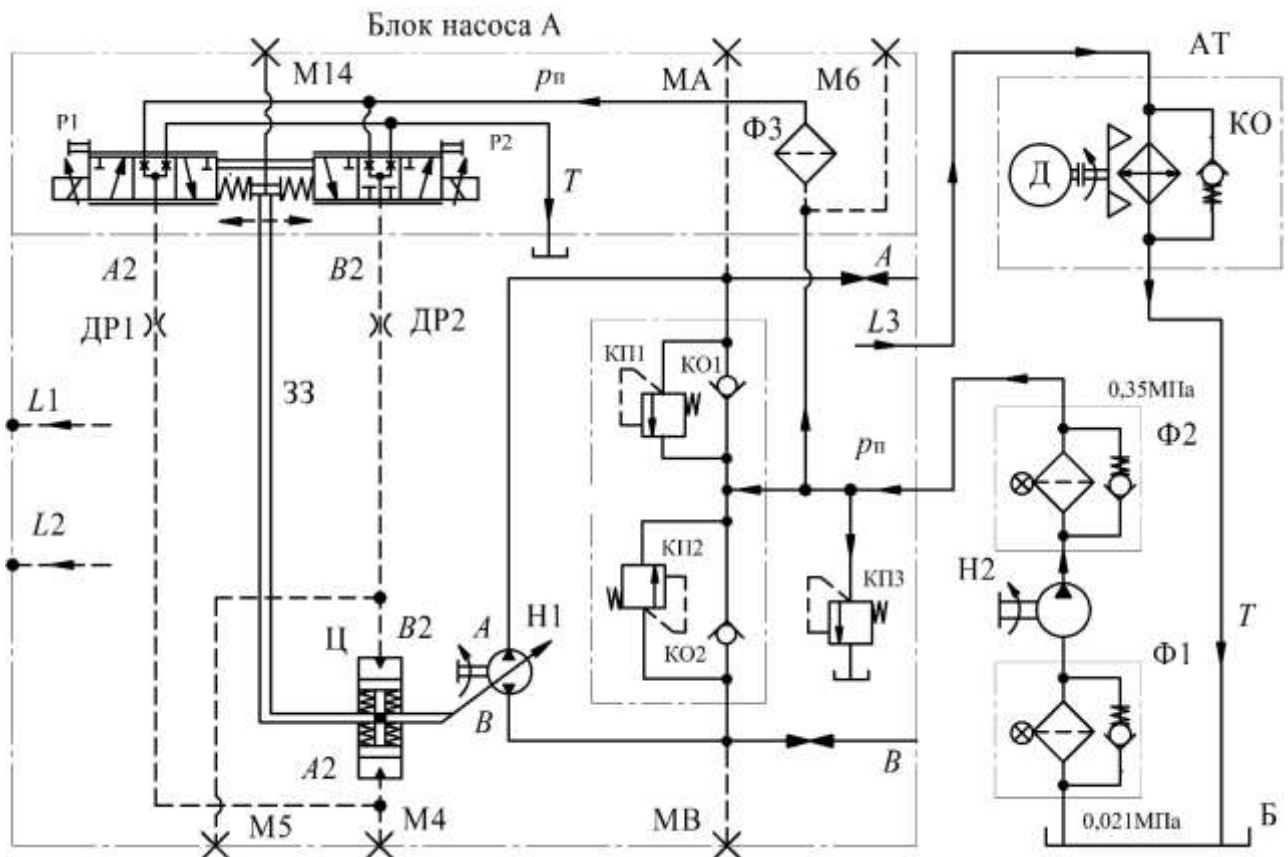 Блок насоса А
АТ
М14
pп
МА
М6
КО
Р1
Р2
Ф3
Д
Т
А2
В2
А
ДР1
ДР2
L3
КП1
КО1
ЗЗ
0,35МПа
L1
Ф2
pп
L2
КП2
КП3
Н2
Ц
В2
А
Н1
КО2
Т
Ф1
В
А2
В
М5
М4
МВ
0,021МПа
Б